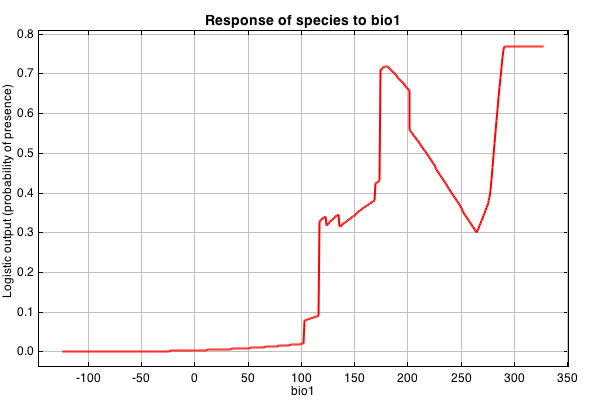 Response of species to bio1
Logistic output (probability of presence)
0.8
0.7
0.6
0.5
0.4
0.3
0.2
0.1
0.0
-100 -50 0 50 100 150 200 250 300 350
bio1